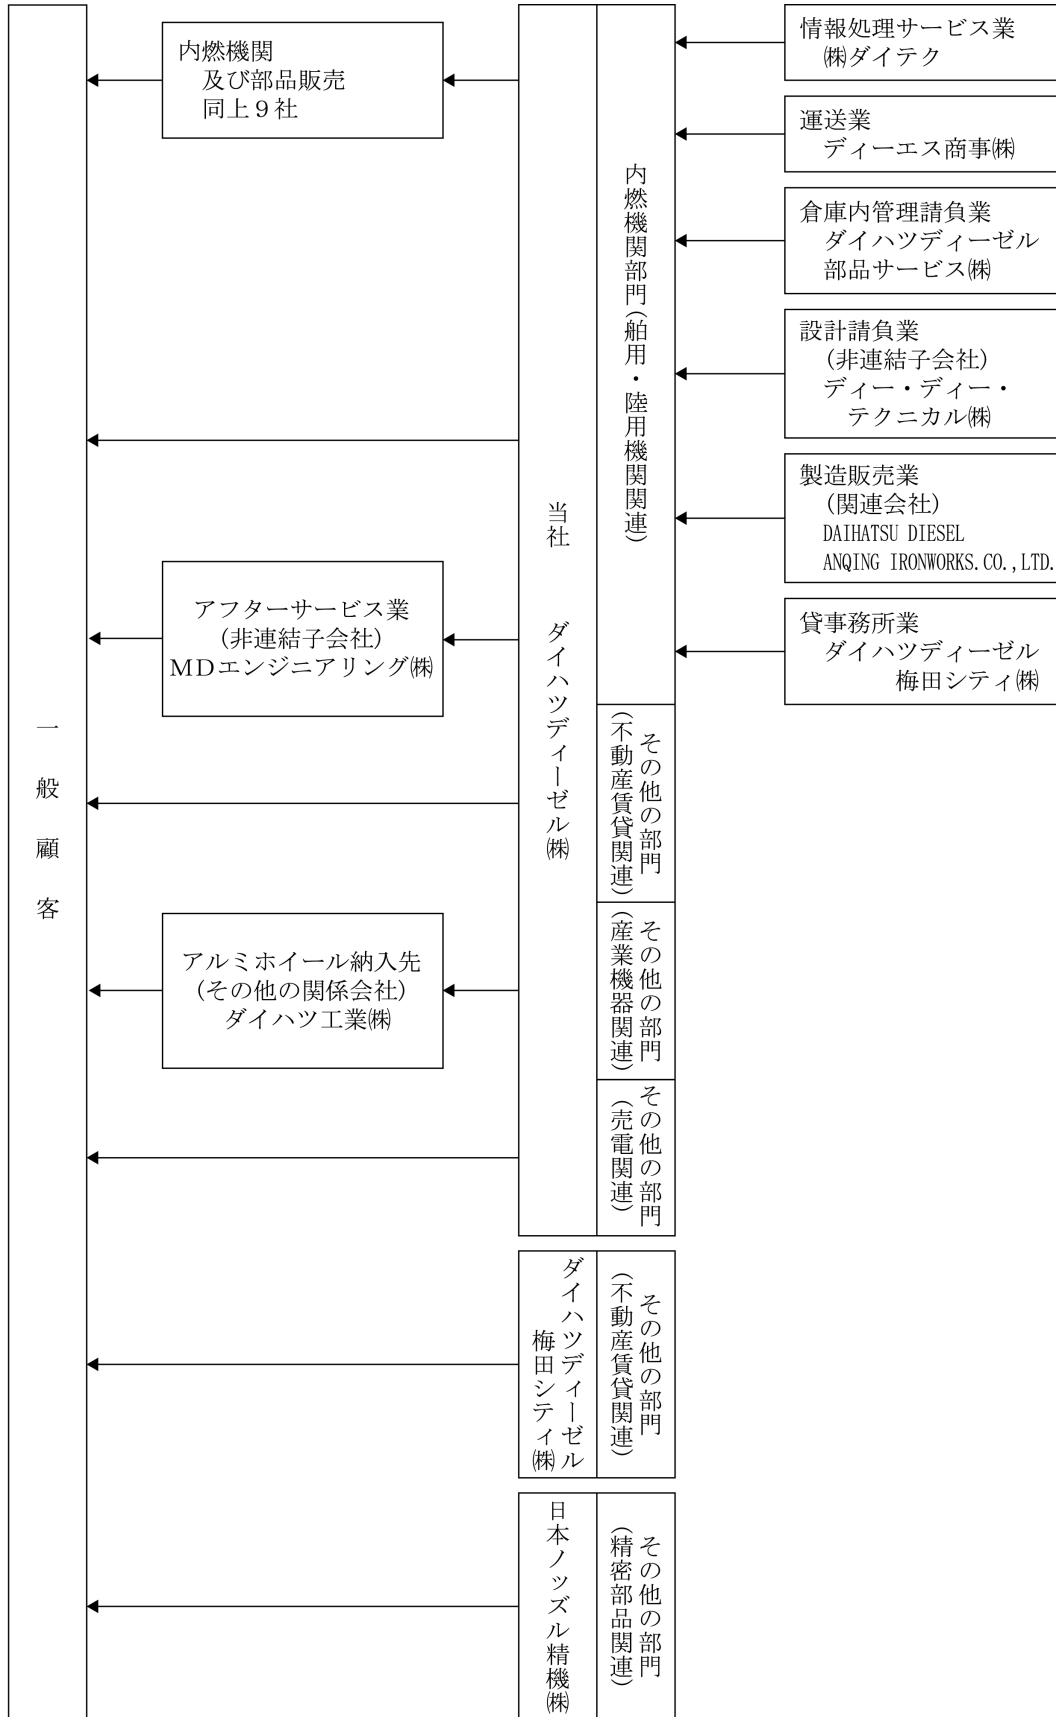 一般顧客
内燃機関
及び部品販売
同上９社
アフターサービス業
(非連結子会社)
MDエンジニアリング㈱
アルミホイール納入先
(その他の関係会社)
ダイハツ工業㈱
当社　ダイハツディーゼル㈱
内燃機関部門(舶用・陸用機関関連)
その他の部門
(不動産賃貸関連)
その他の部門
(産業機器関連)
その他の部門
(売電関連)
ダイハツディーゼル
梅田シティ㈱
その他の部門
(不動産賃貸関連)
日本ノッズル精機㈱
その他の部門
(精密部品関連)
情報処理サービス業
㈱ダイテク
運送業
ディーエス商事㈱
倉庫内管理請負業
ダイハツディーゼル
部品サービス㈱
設計請負業
(非連結子会社)
ディー・ディー・
テクニカル㈱
製造販売業
(関連会社)
DAIHATSU DIESEL
ANQING IRONWORKS.CO.,LTD.
貸事務所業
ダイハツディーゼル
梅田シティ㈱